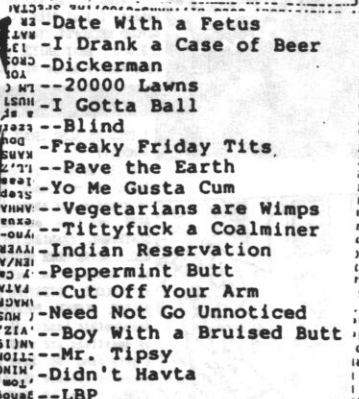 -Date With a Fetus
-I Drank a Case of Beer
-Dickerman
--20000 Lawns
-I Gotta Ball
--Blind
-Freaky Friday Tits
--Pave the Earth
-Yo Me Gusta Cum
--Vegetarians are Wimps
--Tittyfuck a Coalminer
-Indian Reservation
-Peppermint Butt
--Cut Off Your Arm
-Need Not Go Unnoticed
--Boy With a Bruised Butt
--Mr. Tipsy
-Didn't Havta
--LBP